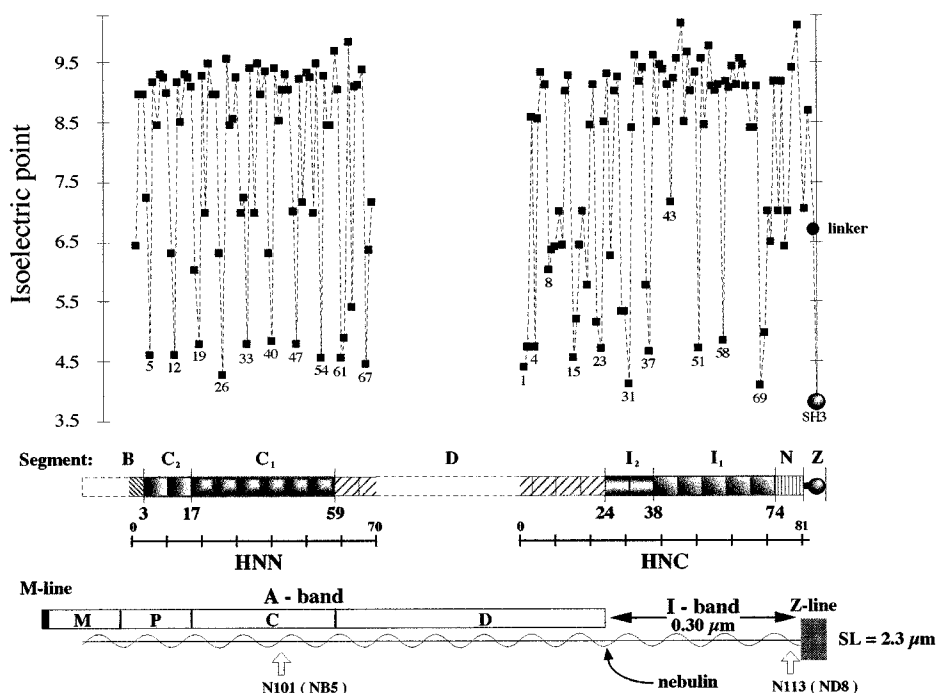 Isoelectric point
9.5
8.5
7.5
6.5
5.5
4.5
3.5
5 12 19 26 33 40 47 54 61 67
1 4 8 15 23 31 37 43 51 58 69
linker
SH3
Segment: B C₂ C₁ D I₂ I₁ N Z
3 17 59 24 38 74
0 70 0 81
HNN HNC
M-line
A - band
I - band
0.30 µm
Z-line
M P C D
SL = 2.3 µm
nebulin
N101 ( NB5 )
N113 ( ND8 )